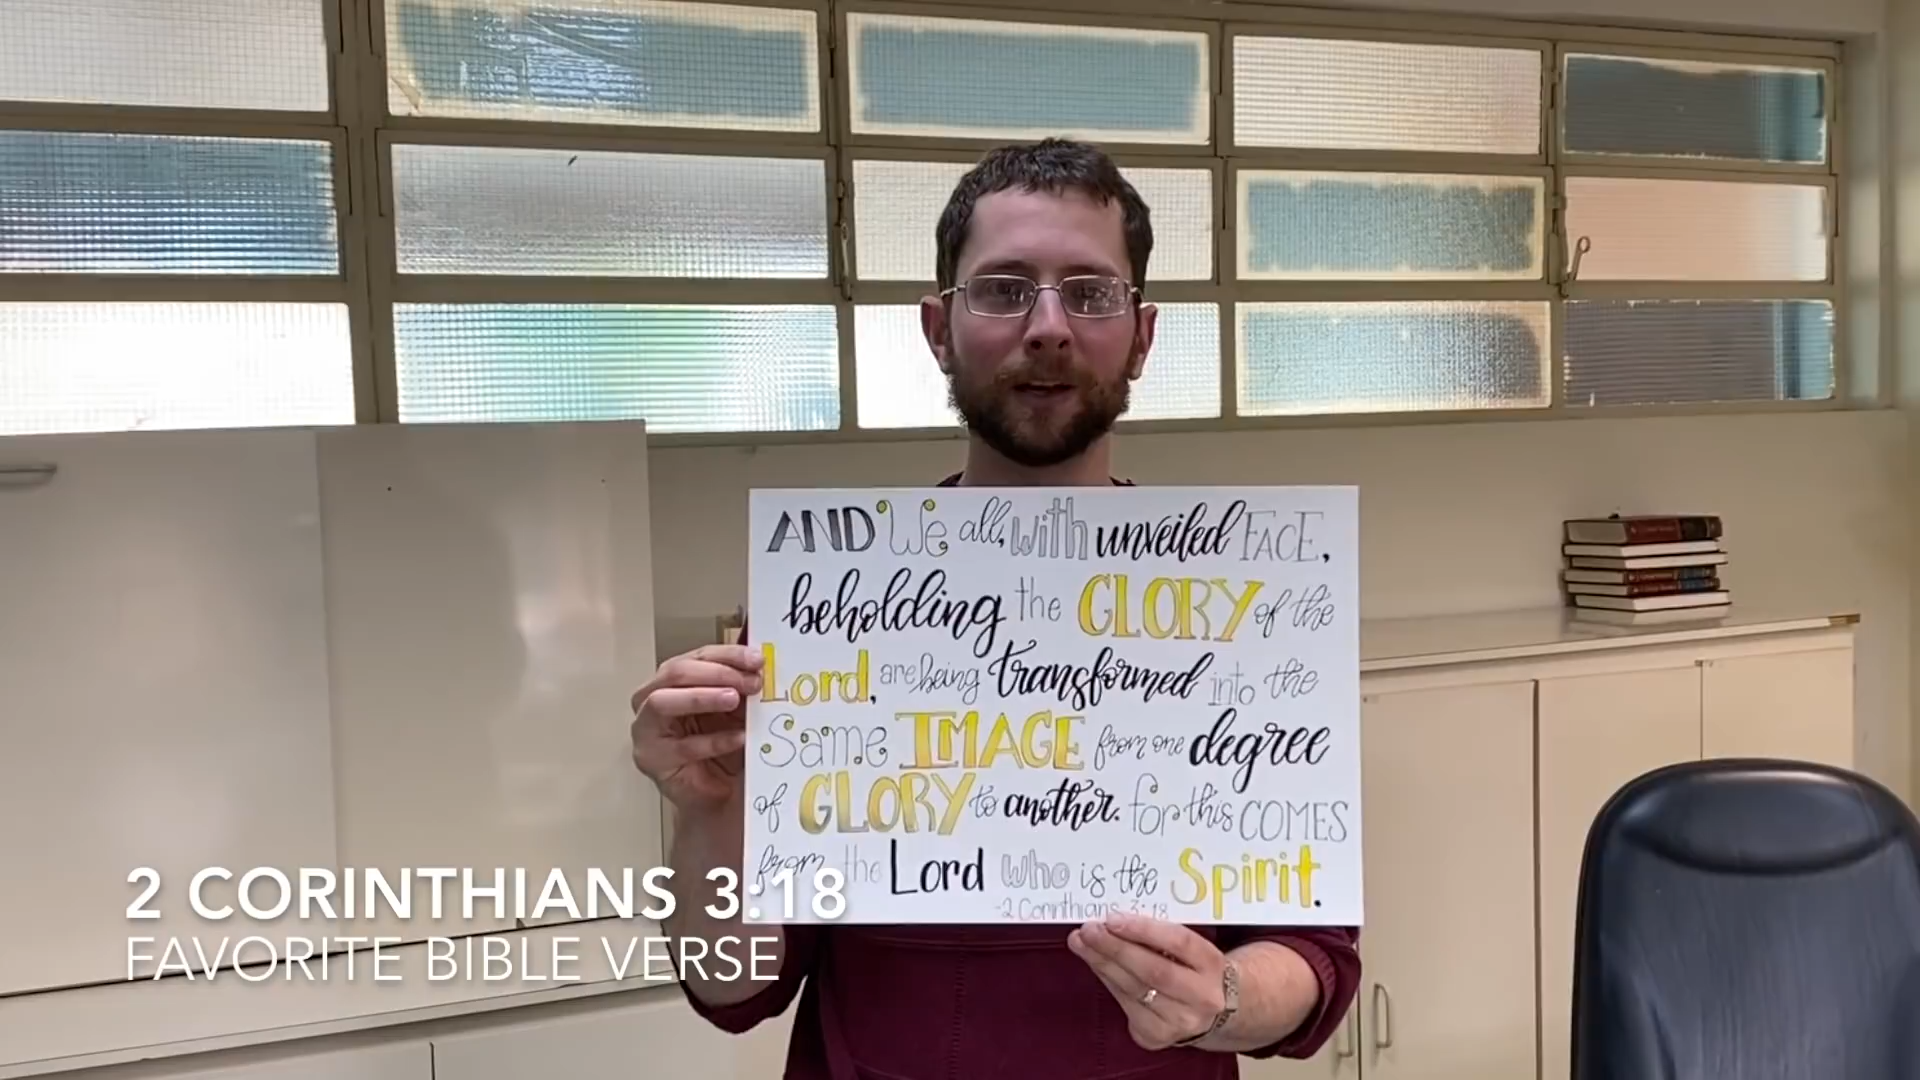 AND We all, with unveiled FACE,
beholding the GLORY of the
Lord, are being transformed into the
Same IMAGE from one degree
of GLORY to another. for this COMES
from the Lord who is the Spirit.
-2 Corinthians 3:18
2 CORINTHIANS 3:18
FAVORITE BIBLE VERSE